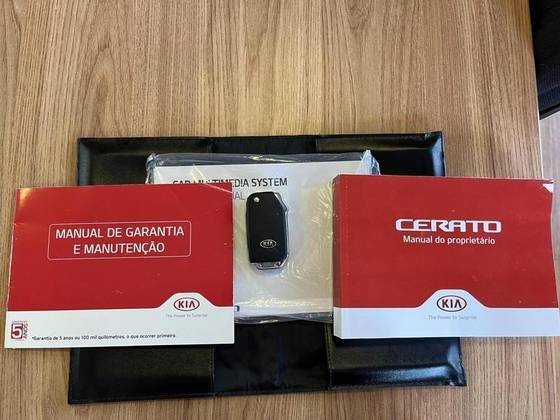 MANUAL DE GARANTIA
E MANUTENÇÃO
KIA
The Power to Surprise
5
ANOS
*Garantia de 5 anos ou 100 mil quilômetros, o que ocorrer primeiro.
CAR MULTIMEDIA SYSTEM
KIA
CERATO
Manual do proprietário
KIA
The Power to Surprise